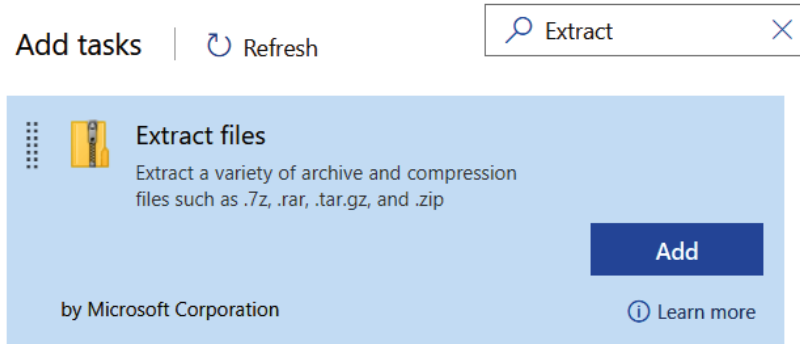 Add tasks
Refresh
Extract
Extract files
Extract a variety of archive and compression
files such as .7z, .rar, .tar.gz, and .zip
Add
by Microsoft Corporation
Learn more